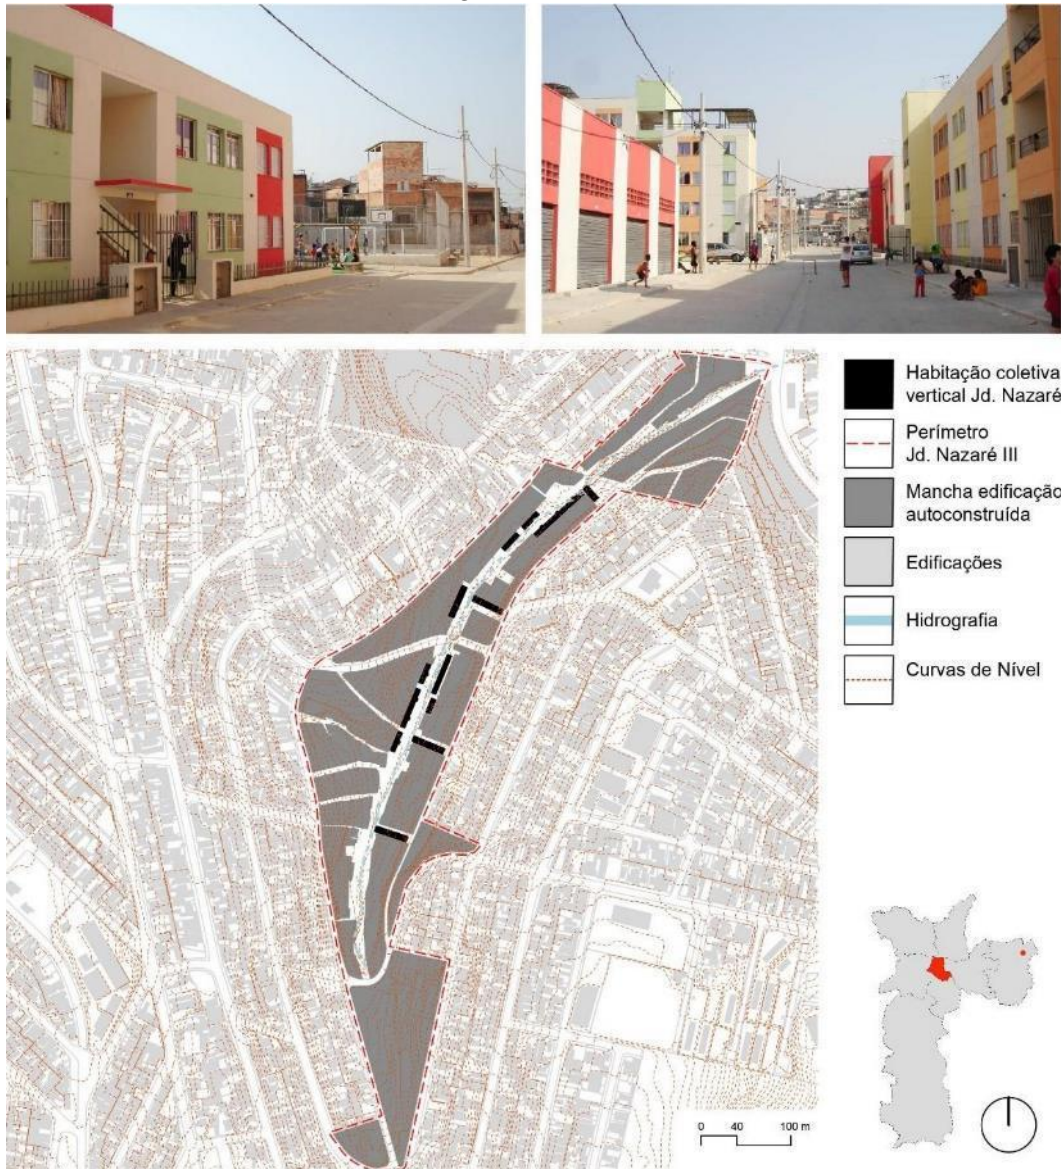 Habitação coletiva
vertical Jd. Nazaré
Perímetro
Jd. Nazaré III
Mancha edificação
autoconstruída
Edificações
Hidrografia
Curvas de Nível
0 40 100 m